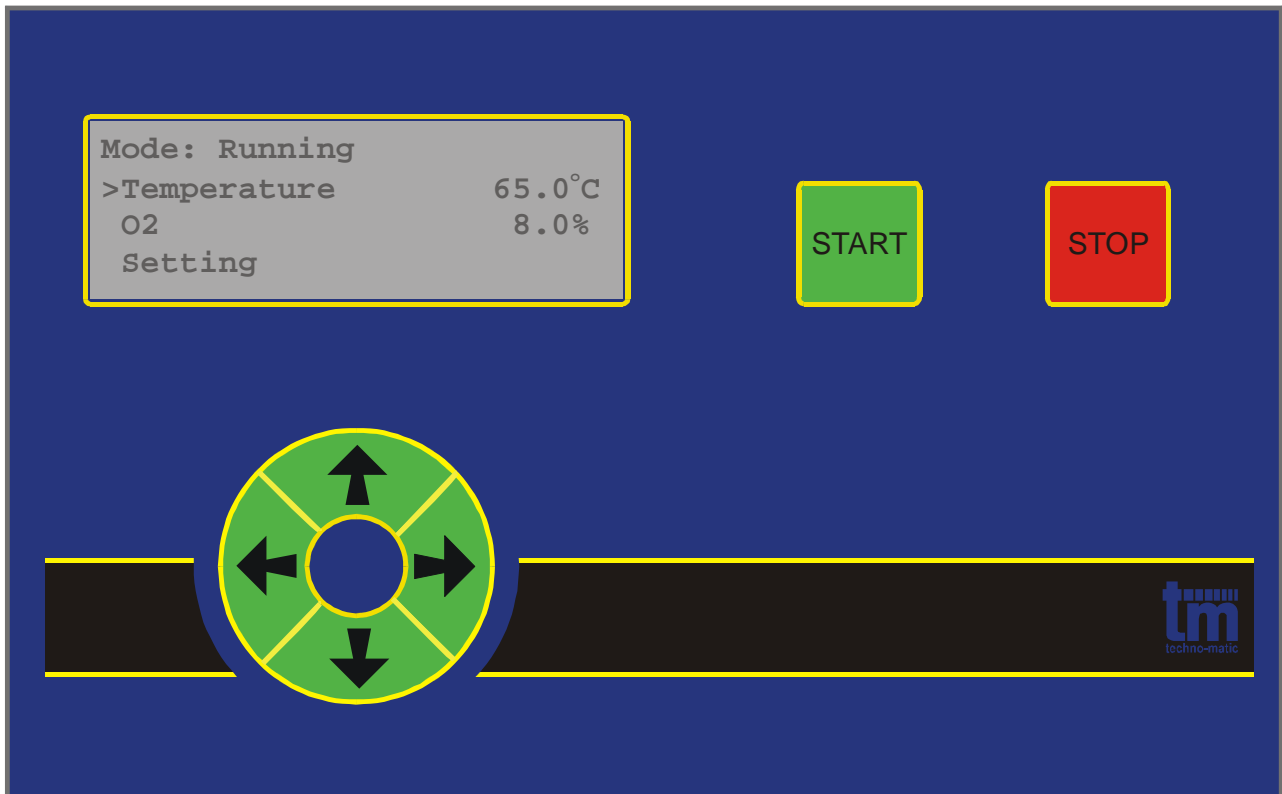 Mode: Running
>Temperature 65.0°C
O2 8.0%
Setting
START
STOP
tm
techno-matic